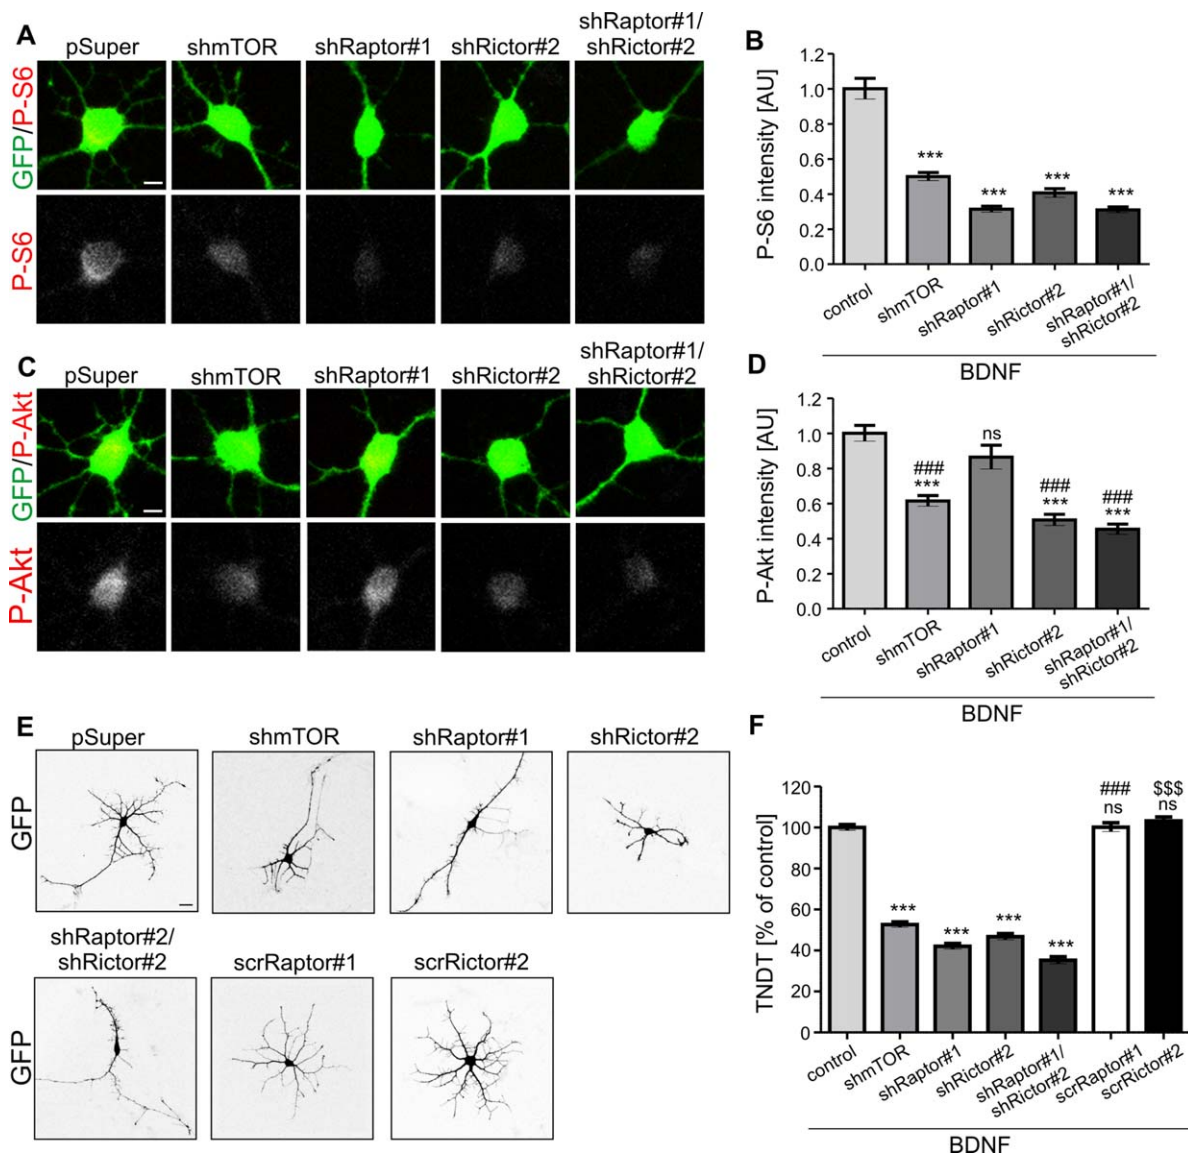 A
pSuper
shmTOR
shRaptor#1
shRictor#2
shRaptor#1/
shRictor#2
GFP/P-S6
P-S6
B
P-S6 intensity [AU]
1.2
1.0
0.8
0.6
0.4
0.2
0.0
***
***
***
***
control
shmTOR
shRaptor#1
shRictor#2
shRaptor#1/
shRictor#2
BDNF
C
pSuper
shmTOR
shRaptor#1
shRictor#2
shRaptor#1/
shRictor#2
GFP/P-Akt
P-Akt
D
P-Akt intensity [AU]
1.2
1.0
0.8
0.6
0.4
0.2
0.0
###
***
ns
###
***
###
***
control
shmTOR
shRaptor#1
shRictor#2
shRaptor#1/
shRictor#2
BDNF
E
pSuper
shmTOR
shRaptor#1
shRictor#2
GFP
shRaptor#2/
shRictor#2
scrRaptor#1
scrRictor#2
GFP
F
TNDT [% of control]
120
100
80
60
40
20
0
***
***
***
***
###
ns
$$$
ns
control
shmTOR
shRaptor#1
shRictor#2
shRaptor#1/
shRictor#2
scrRaptor#1
scrRictor#2
BDNF